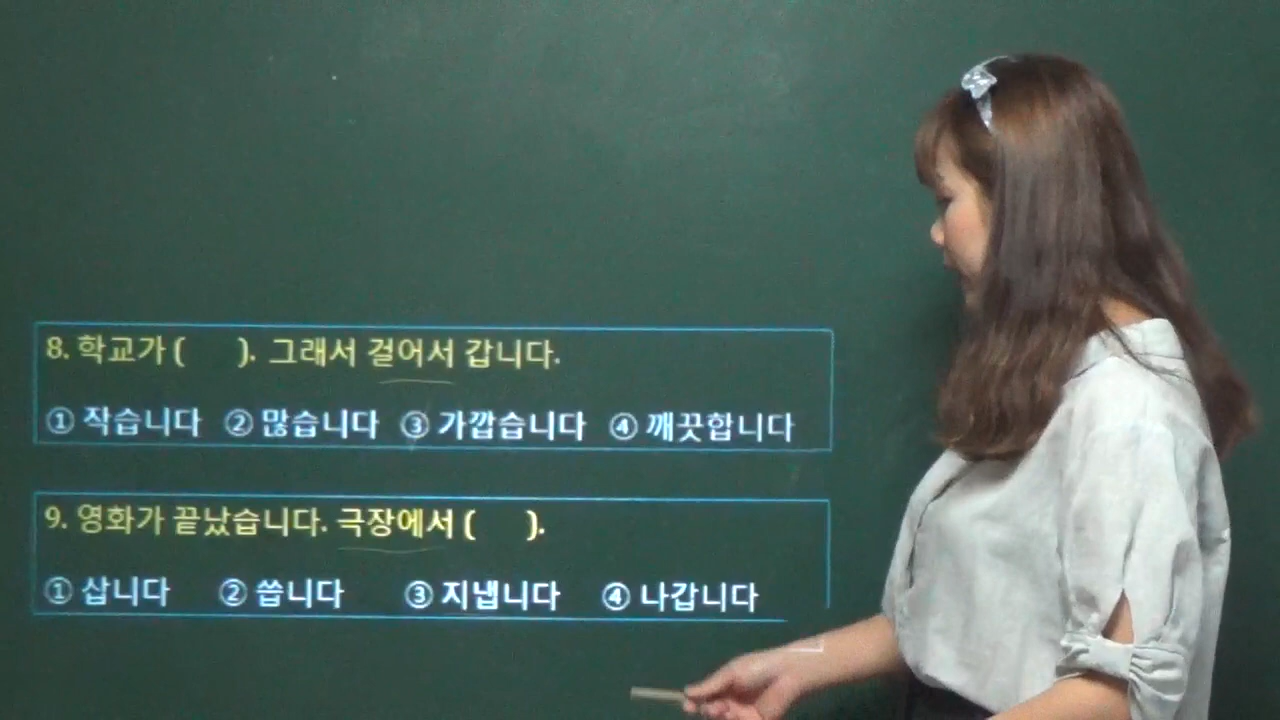 8. 학교가 (       ). 그래서 걸어서 갑니다.
① 작습니다 ② 많습니다 ③ 가깝습니다 ④ 깨끗합니다
9. 영화가 끝났습니다. 극장에서 (       ).
① 삽니다 ② 씁니다 ③ 지냅니다 ④ 나갑니다